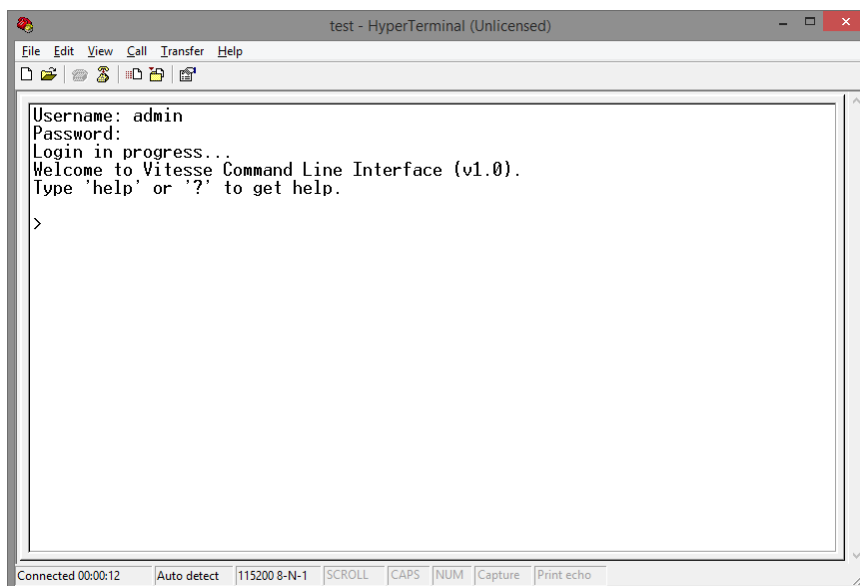 test - HyperTerminal (Unlicensed)
File Edit View Call Transfer Help
Username: admin
Password:
Login in progress...
Welcome to Vitesse Command Line Interface (v1.0).
Type 'help' or '?' to get help.
>
Connected 00:00:12 Auto detect 115200 8-N-1 SCROLL CAPS NUM Capture Print echo